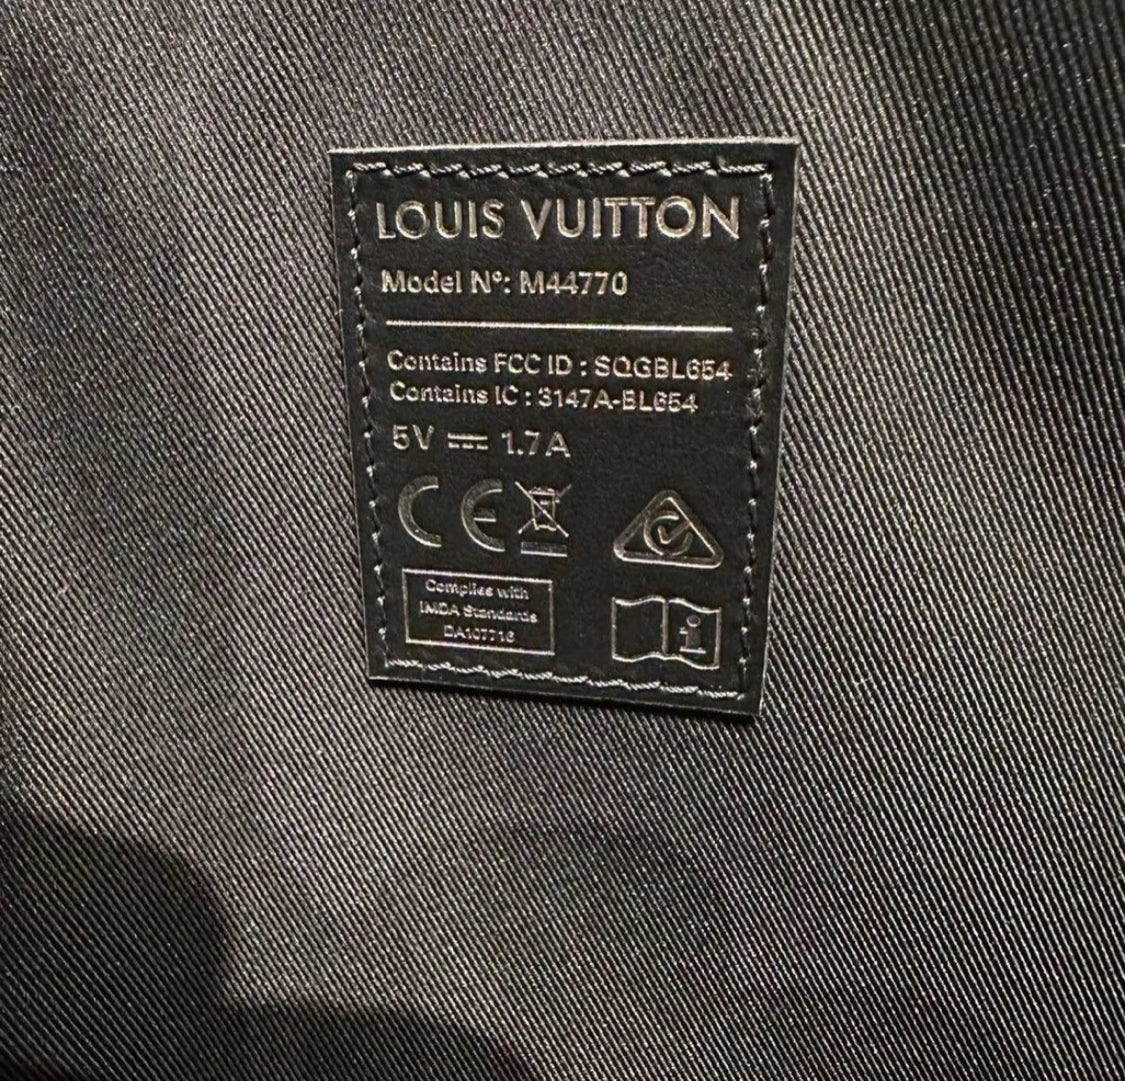 LOUIS VUITTON
Model N°: M44770
Contains FCC ID : SQGBL654
Contains IC : 3147A-BL654
5V ⎓ 1.7A
CE
Complies with
IMDA Standards
DA107716